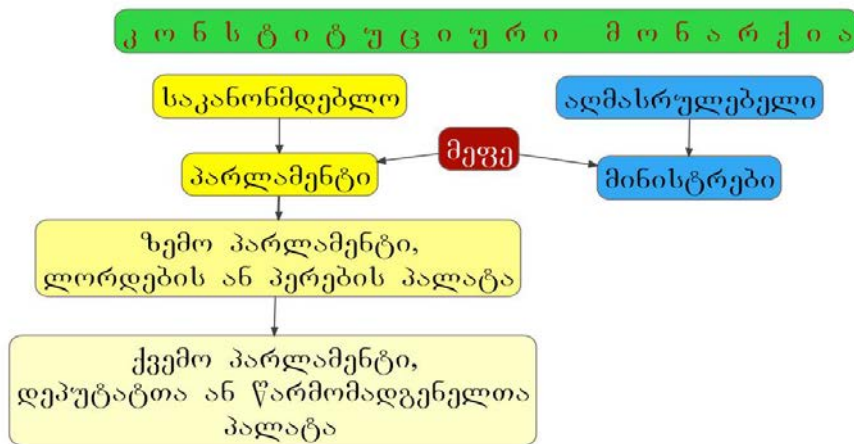 კონსტიტუციური მონარქია
საკანონმდებლო
აღმასრულებელი
მეფე
პარლამენტი
მინისტრები
ზემო პარლამენტი,
ლორდების ან პერების პალატა
ქვემო პარლამენტი,
დეპუტატთა ან წარმომადგენელთა
პალატა